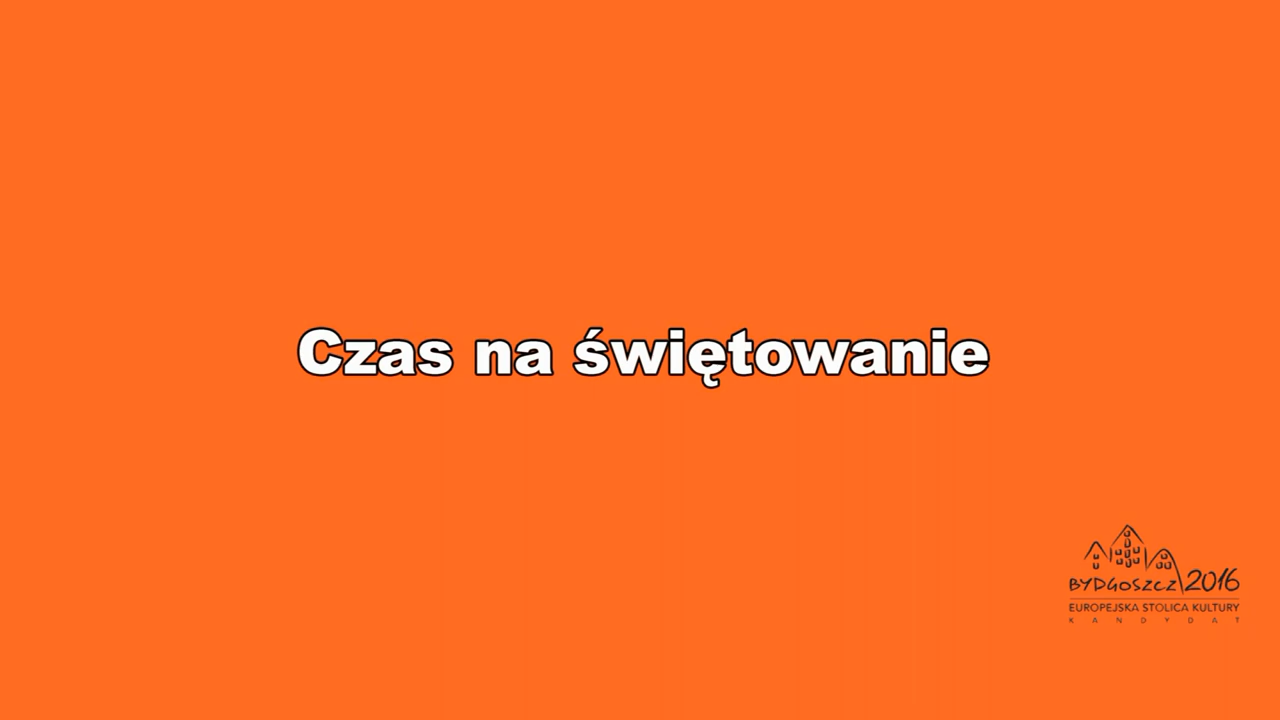 Czas na świętowanie
BYDGOSZCZ 2016
EUROPEJSKA STOLICA KULTURY
KANDYDAT